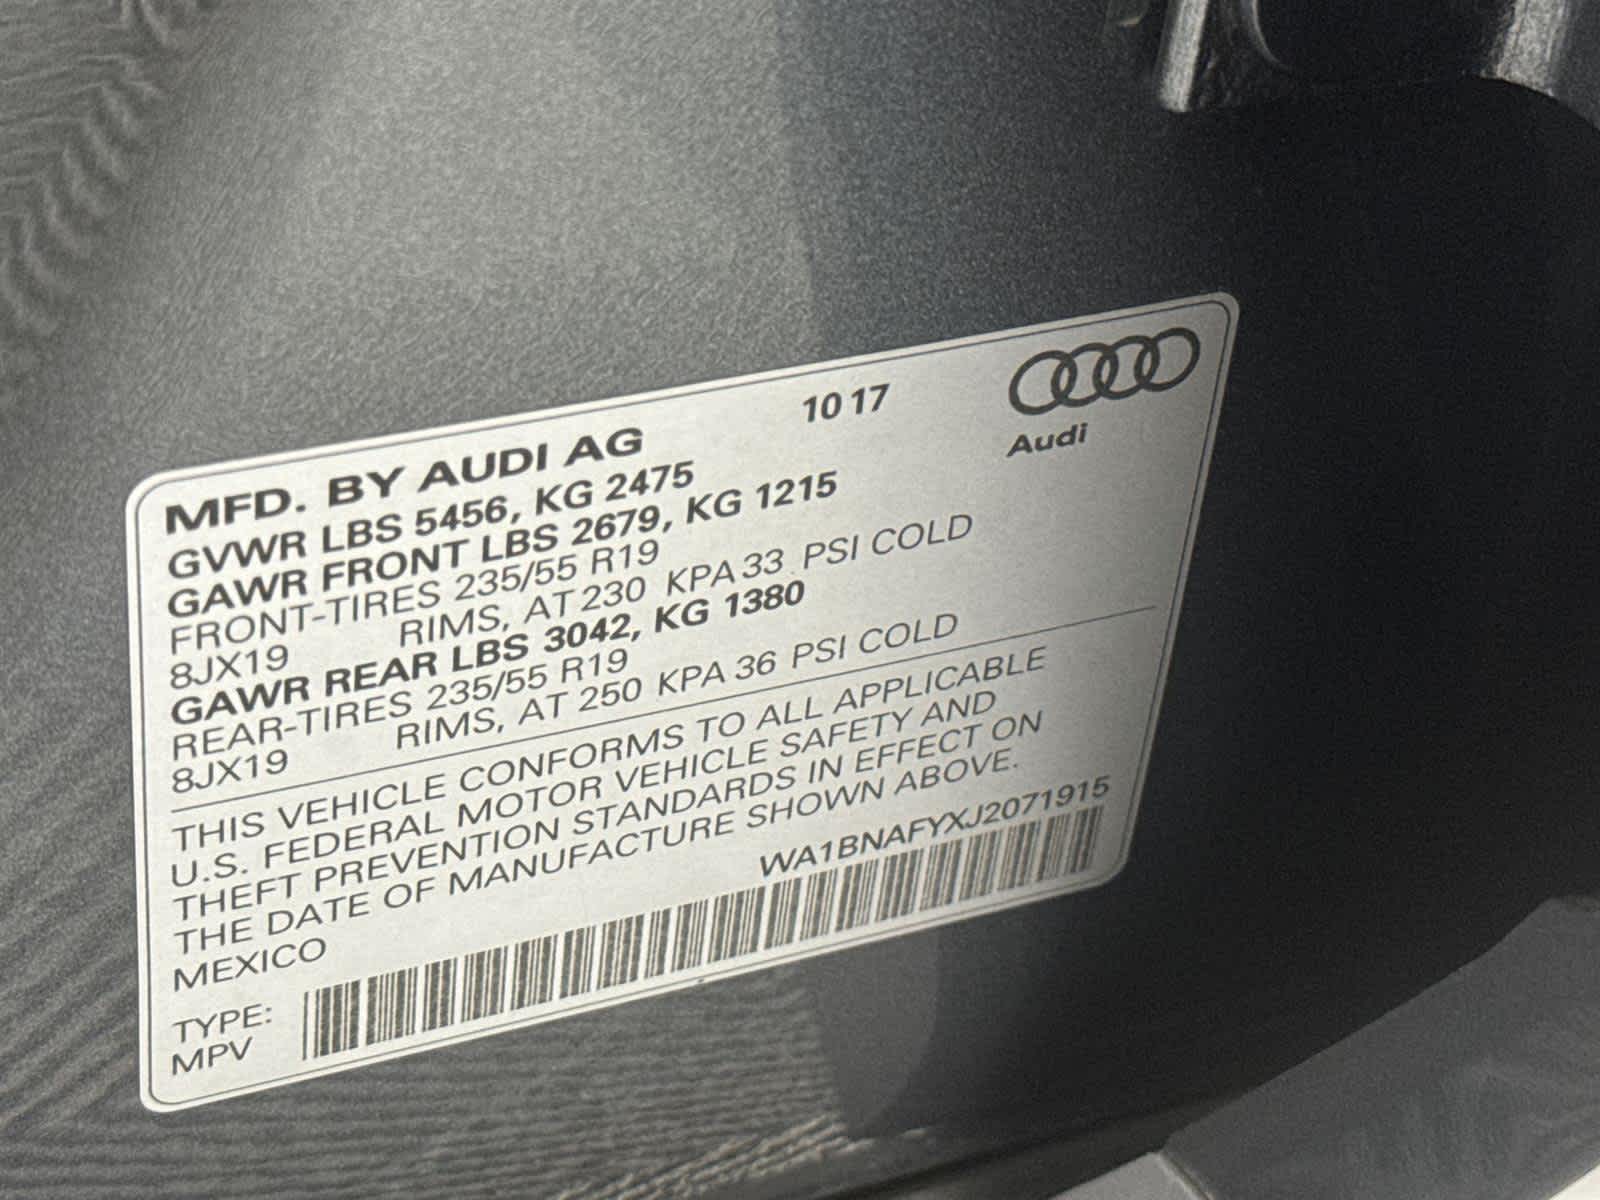 10 17
Audi
MFD. BY AUDI AG
GVWR LBS 5456, KG 2475
GAWR FRONT LBS 2679, KG 1215
FRONT-TIRES 235/55 R19
8JX19 RIMS, AT 230 KPA 33 PSI COLD
GAWR REAR LBS 3042, KG 1380
REAR-TIRES 235/55 R19
8JX19 RIMS, AT 250 KPA 36 PSI COLD
THIS VEHICLE CONFORMS TO ALL APPLICABLE
U.S. FEDERAL MOTOR VEHICLE SAFETY AND
THEFT PREVENTION STANDARDS IN EFFECT ON
THE DATE OF MANUFACTURE SHOWN ABOVE.
MEXICO
WA1BNAFYXJ2071915
TYPE:
MPV